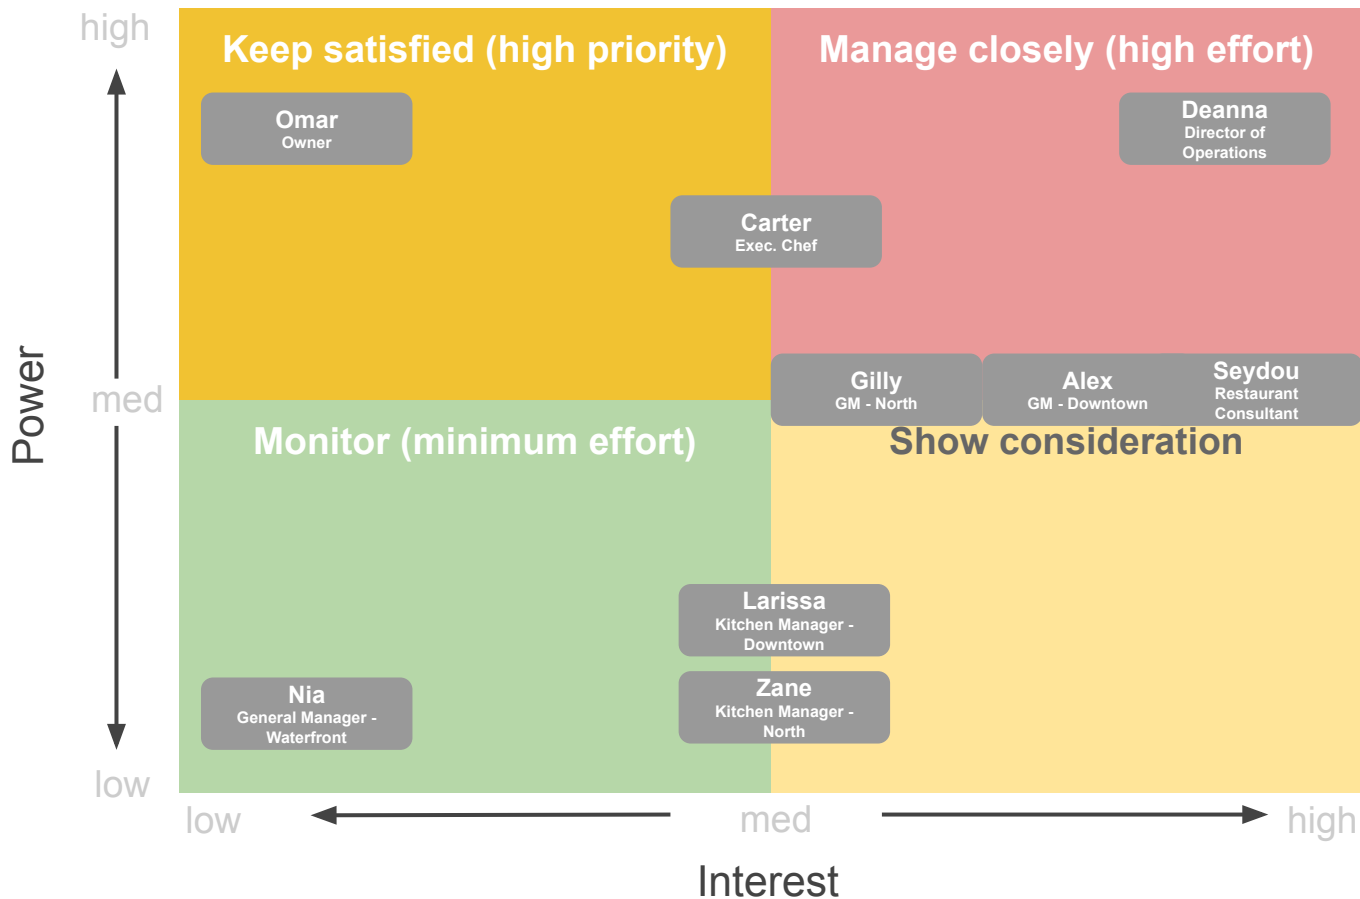 high
Keep satisfied (high priority)
Manage closely (high effort)
Omar
Owner
Deanna
Director of
Operations
Carter
Exec. Chef
Power
med
Gilly
GM - North
Alex
GM - Downtown
Seydou
Restaurant
Consultant
Monitor (minimum effort)
Show consideration
Larissa
Kitchen Manager -
Downtown
Nia
General Manager -
Waterfront
Zane
Kitchen Manager -
North
low
low
med
high
Interest